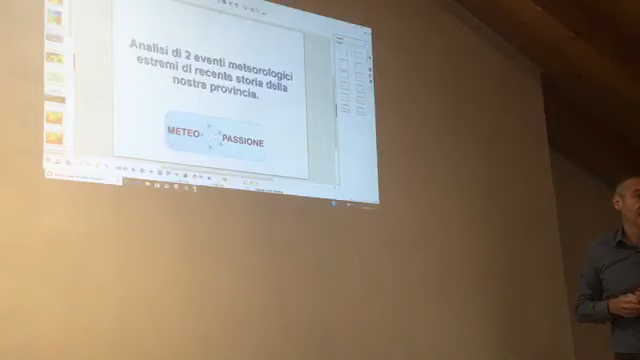 Analisi di 2 eventi meteorologici
estremi di recente storia della
nostra provincia.
METEO PASSIONE